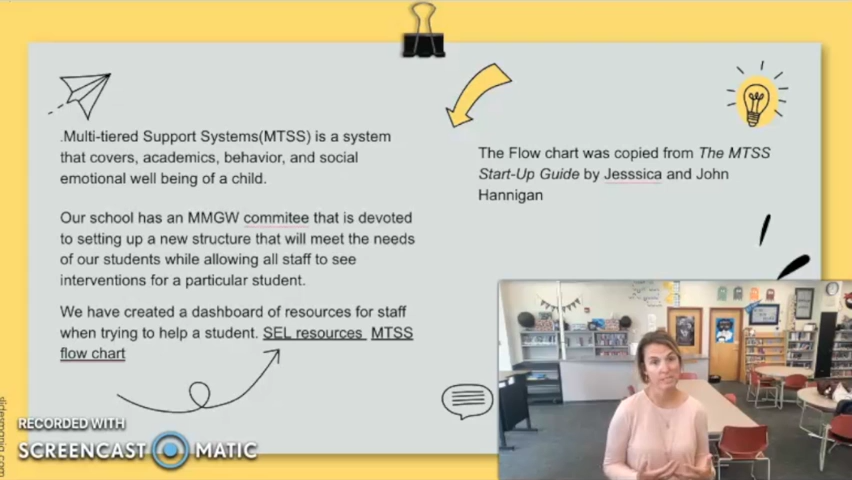 .Multi-tiered Support Systems(MTSS) is a system
that covers, academics, behavior, and social
emotional well being of a child.
Our school has an MMGW commitee that is devoted
to setting up a new structure that will meet the needs
of our students while allowing all staff to see
interventions for a particular student.
We have created a dashboard of resources for staff
when trying to help a student. SEL resources MTSS
flow chart
The Flow chart was copied from The MTSS
Start-Up Guide by Jesssica and John
Hannigan
slidesmania.com
RECORDED WITH
SCREENCAST MATIC